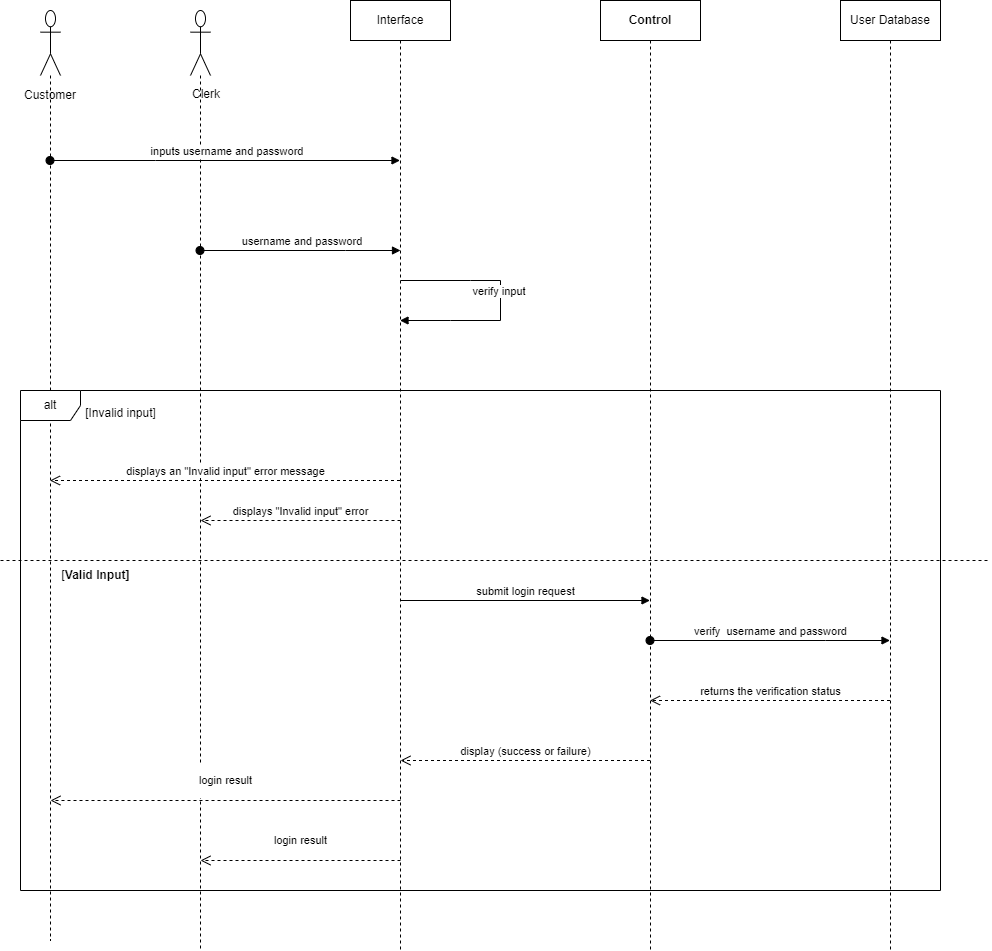 Interface
Control
User Database
Customer
Clerk
inputs username and password
username and password
verify input
alt
[Invalid input]
displays an "Invalid input" error message
displays "Invalid input" error
[Valid Input]
submit login request
verify  username and password
returns the verification status
display (success or failure)
login result
login result